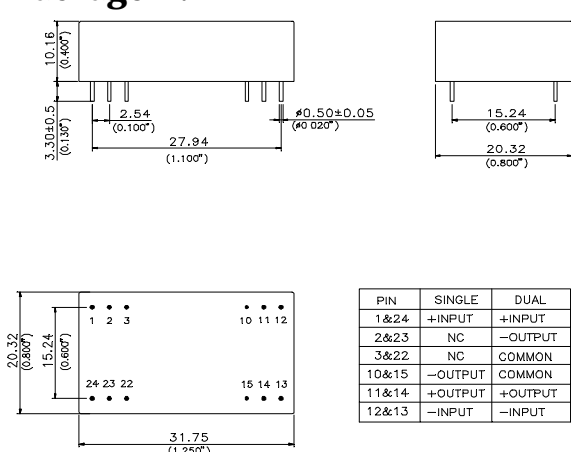 10.16
(0.400")
3.30±0.5
(0.130")
2.54
(0.100")
27.94
(1.100")
ø0.50±0.05
(ø0 020")
15.24
(0.600")
20.32
(0.800")
20.32
(0.800")
15.24
(0.600")
1 2 3
10 11 12
24 23 22
15 14 13
31.75
(1.250")
PIN SINGLE DUAL
1&24 +INPUT +INPUT
2&23 NC −OUTPUT
3&22 NC COMMON
10&15 −OUTPUT COMMON
11&14 +OUTPUT +OUTPUT
12&13 −INPUT −INPUT